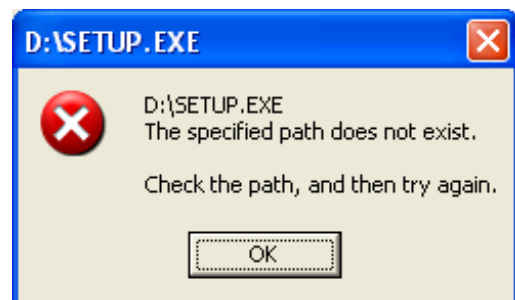 D:\SETUP.EXE
D:\SETUP.EXE
The specified path does not exist.
Check the path, and then try again.
OK